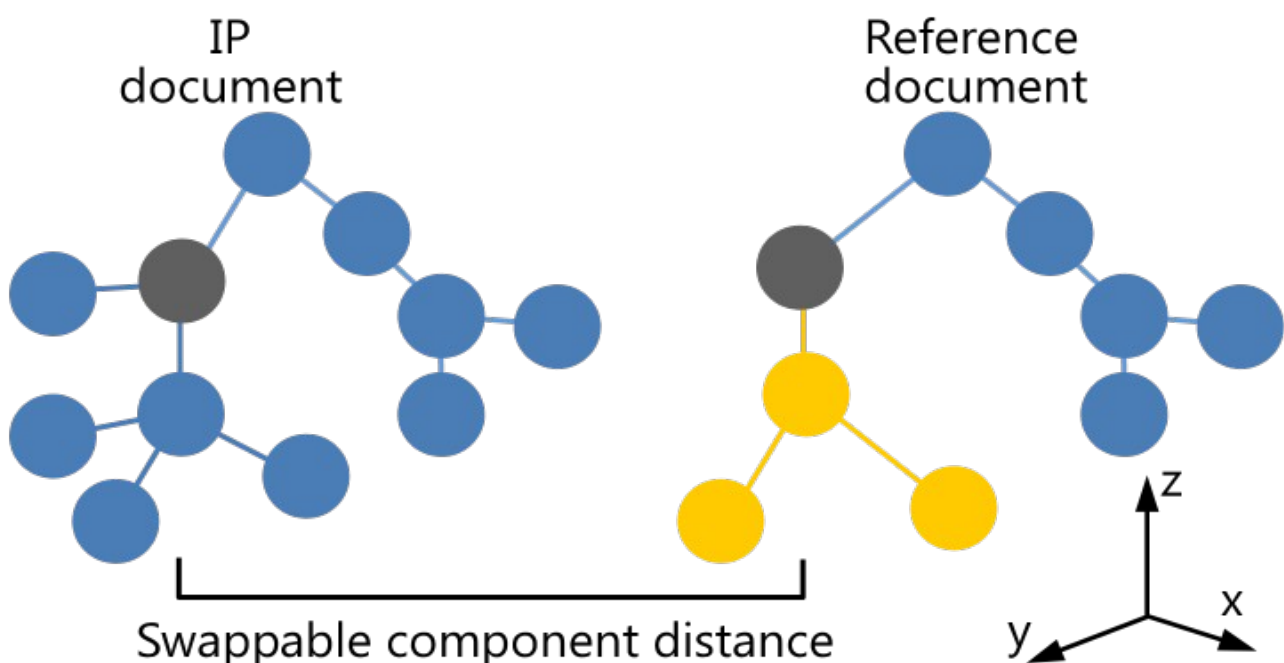 IP
document
Reference
document
z
x
y
Swappable component distance